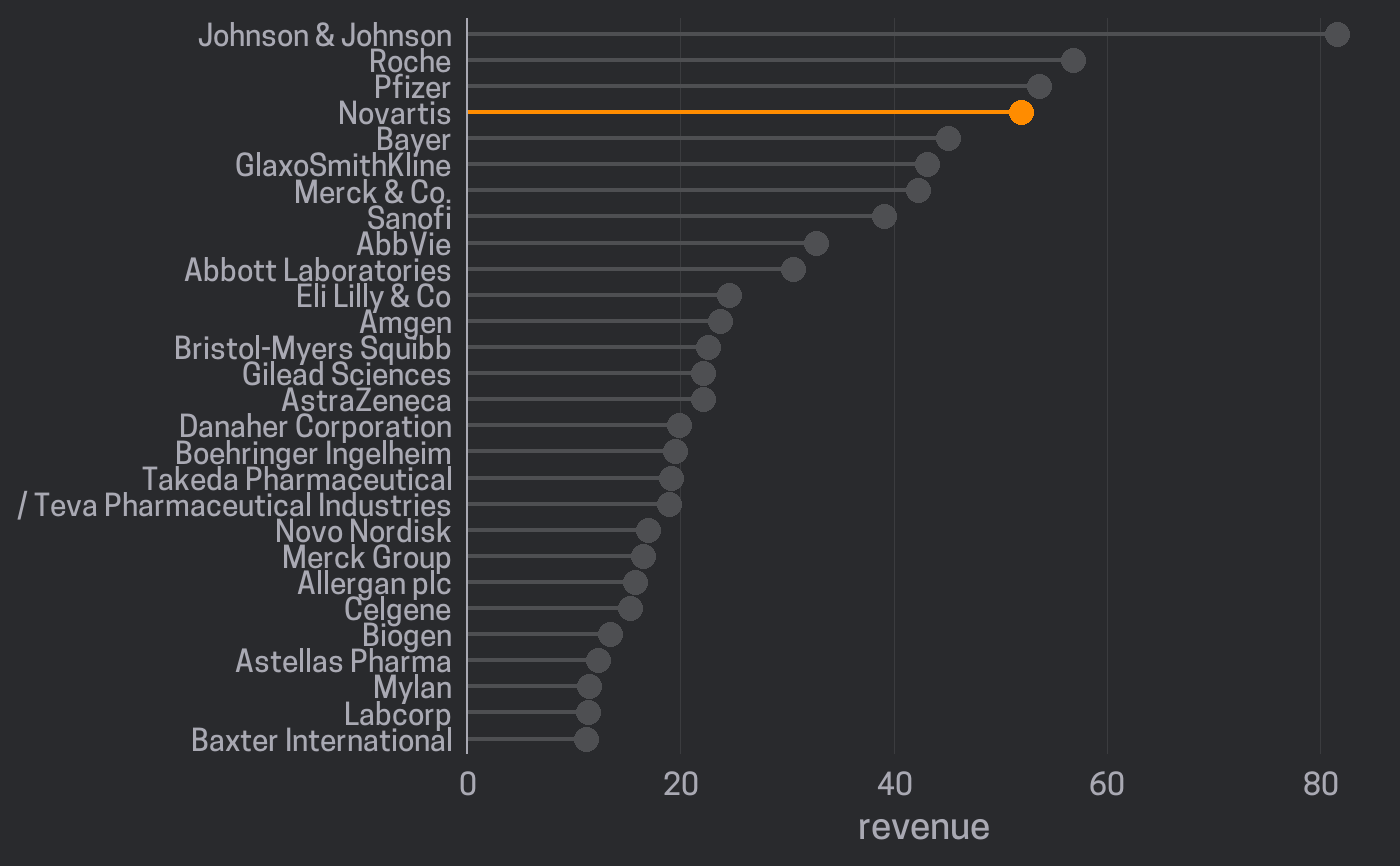 Johnson & Johnson
Roche
Pfizer
Novartis
Bayer
GlaxoSmithKline
Merck & Co.
Sanofi
AbbVie
Abbott Laboratories
Eli Lilly & Co
Amgen
Bristol-Myers Squibb
Gilead Sciences
AstraZeneca
Danaher Corporation
Boehringer Ingelheim
Takeda Pharmaceutical
/ Teva Pharmaceutical Industries
Novo Nordisk
Merck Group
Allergan plc
Celgene
Biogen
Astellas Pharma
Mylan
Labcorp
Baxter International
0 20 40 60 80
revenue